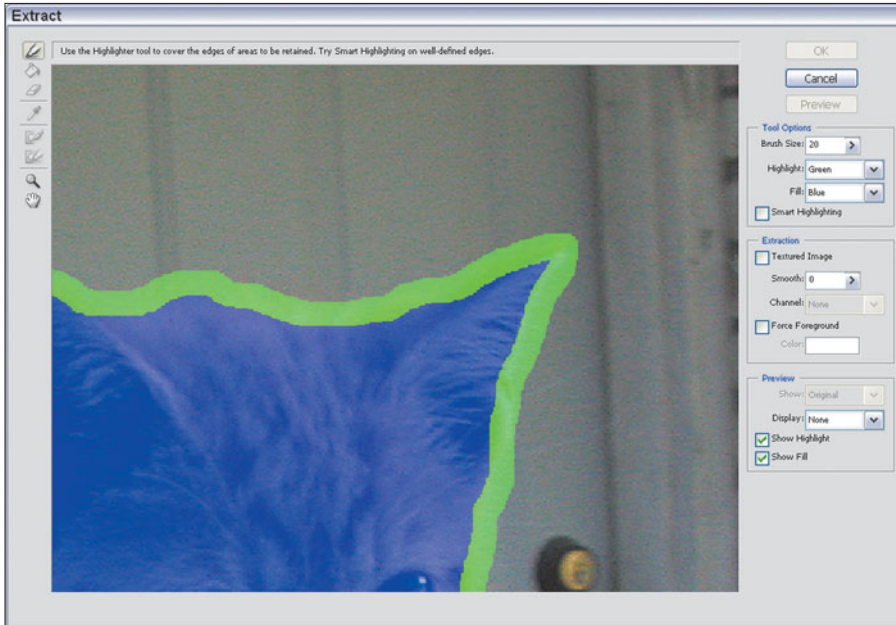 Extract
Use the Highlighter tool to cover the edges of areas to be retained. Try Smart Highlighting on well-defined edges.
OK
Cancel
Preview
Tool Options
Brush Size: 20
Highlight: Green
Fill: Blue
Smart Highlighting
Extraction
Textured Image
Smooth: 0
Channel: None
Force Foreground
Color:
Preview
Show: Original
Display: None
Show Highlight
Show Fill